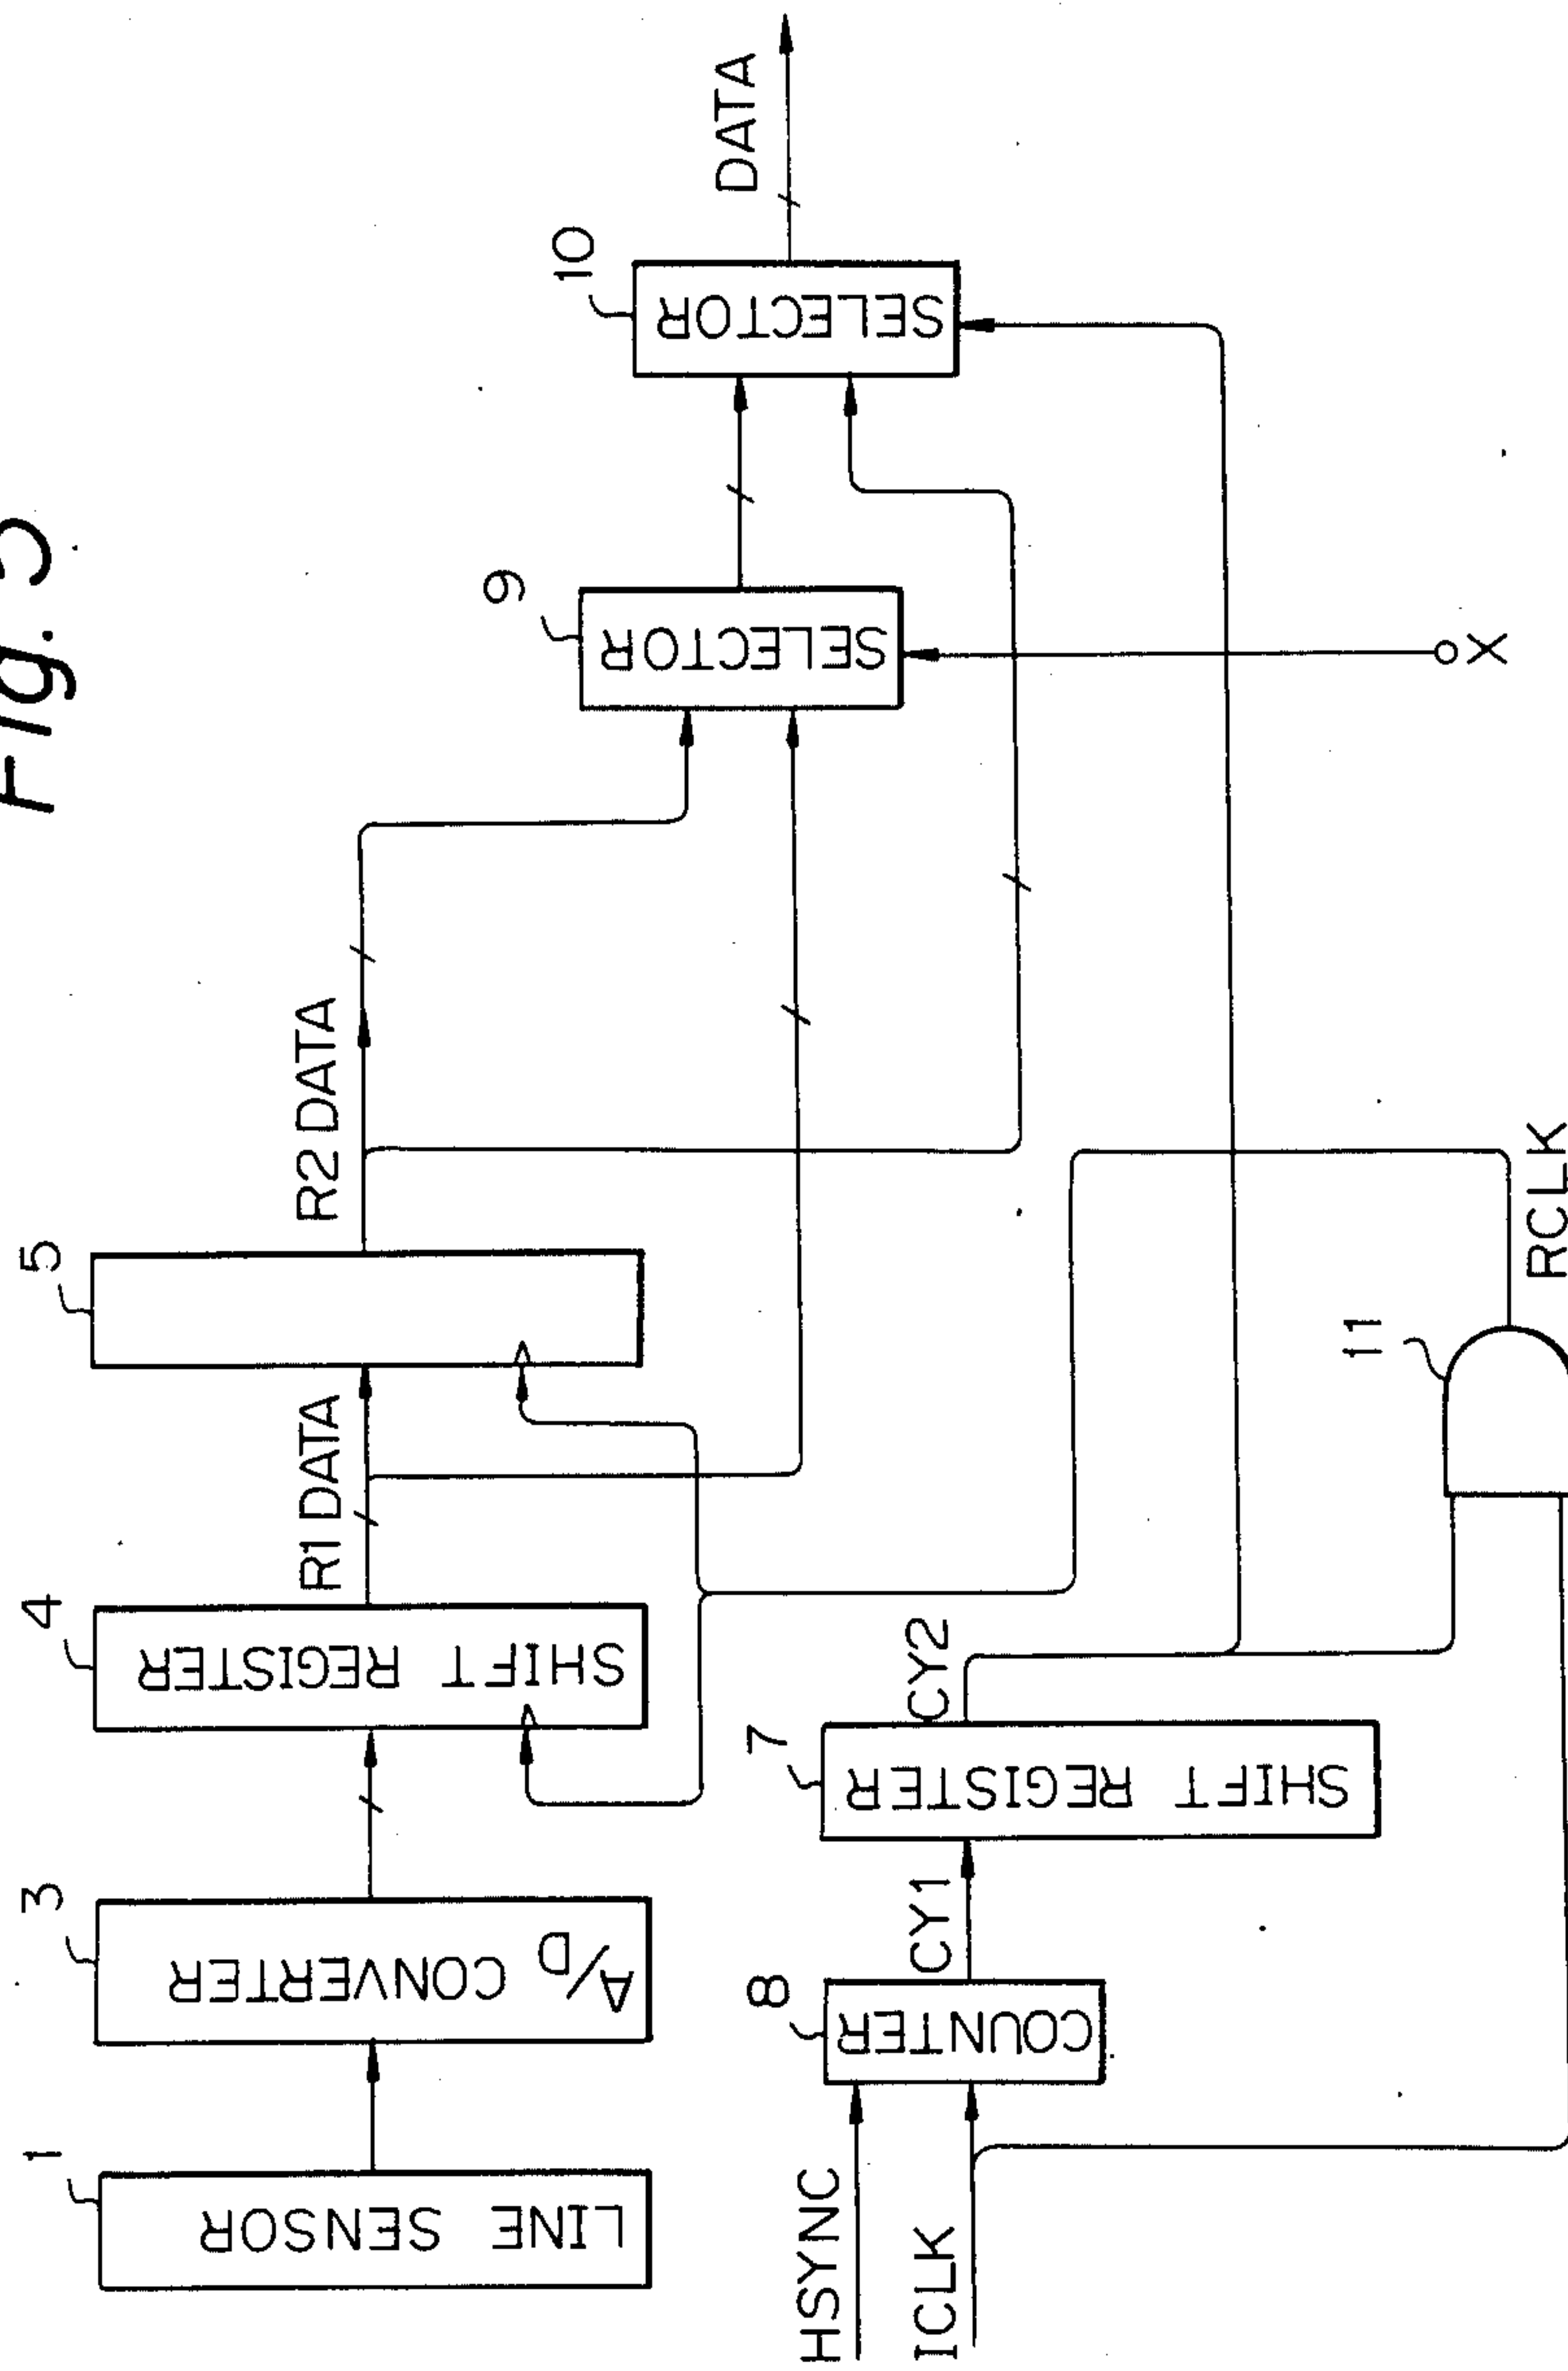 Fig. 5
1
LINE SENSOR
3
A/D CONVERTER
4
SHIFT REGISTER
R1 DATA
5
R2 DATA
9
SELECTOR
10
SELECTOR
DATA
HSYNC
ICLK
8
COUNTER
CY1
7
SHIFT REGISTER
CY2
11
RCLK
X